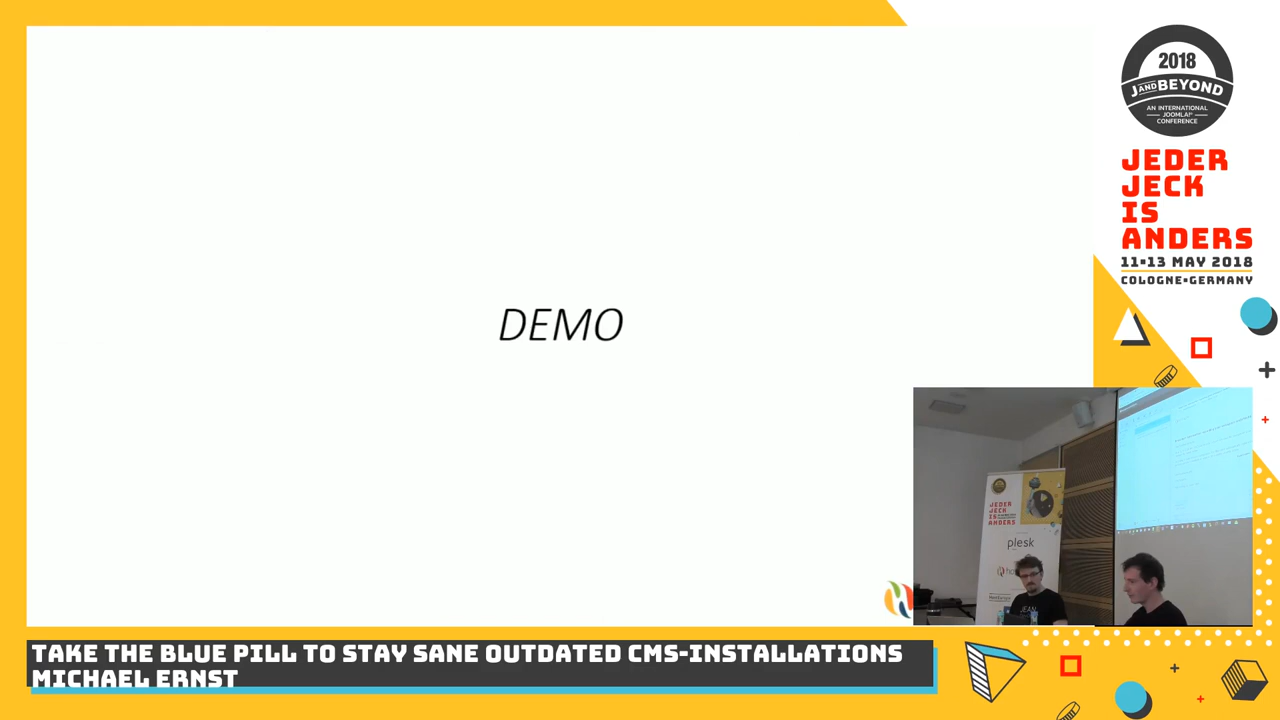 DEMO
2018
J AND BEYOND
AN INTERNATIONAL
JOOMLA!®
CONFERENCE
JEDER
JECK
IS
ANDERS
11-13 MAY 2018
COLOGNE-GERMANY
JEDER
JECK
IS
ANDERS
plesk
JEAN
TAKE THE BLUE PILL TO STAY SANE OUTDATED CMS-INSTALLATIONS
MICHAEL ERNST